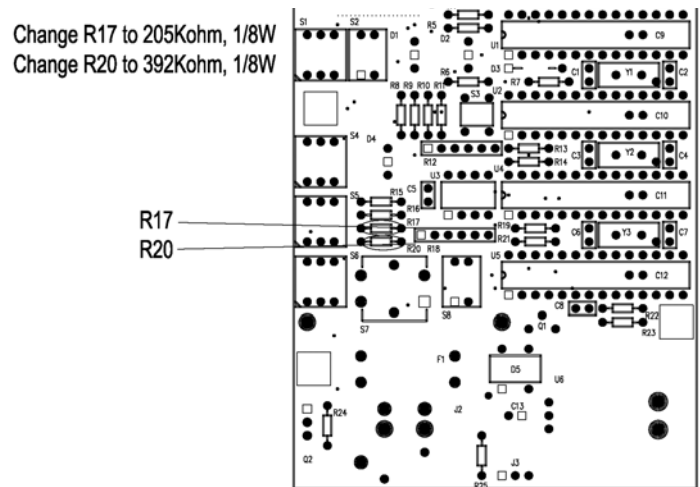 Change R17 to 205Kohm, 1/8W
Change R20 to 392Kohm, 1/8W
S1
S2
D1
R5
D2
U1
C9
R6
D3
R7
C1
Y1
C2
R8
R9
R10
R11
S3
U2
C10
S4
D4
R12
R13
R14
C3
Y2
C4
U3
U4
C5
C11
S5
R15
R16
R17
R17
R20
R20
R18
R19
R21
C6
Y3
C7
S6
U5
C12
S7
S8
C8
Q1
R22
R23
F1
D5
U6
R24
J2
C13
Q2
J3
R25